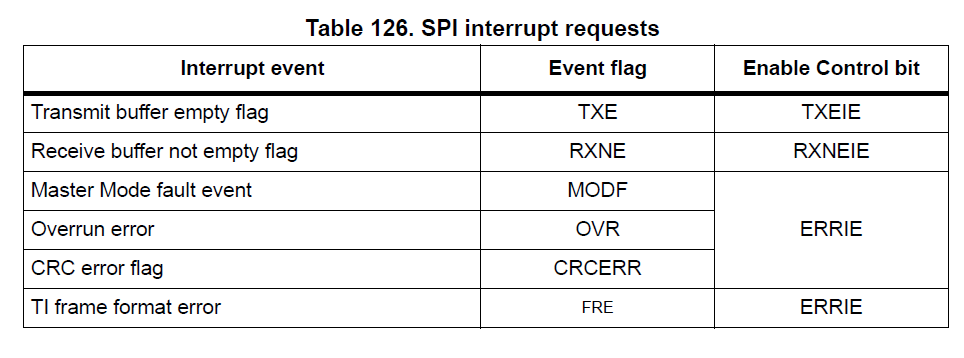 Table 126. SPI interrupt requests
Interrupt event Event flag Enable Control bit
Transmit buffer empty flag TXE TXEIE
Receive buffer not empty flag RXNE RXNEIE
Master Mode fault event MODF
Overrun error OVR ERRIE
CRC error flag CRCERR
TI frame format error FRE ERRIE